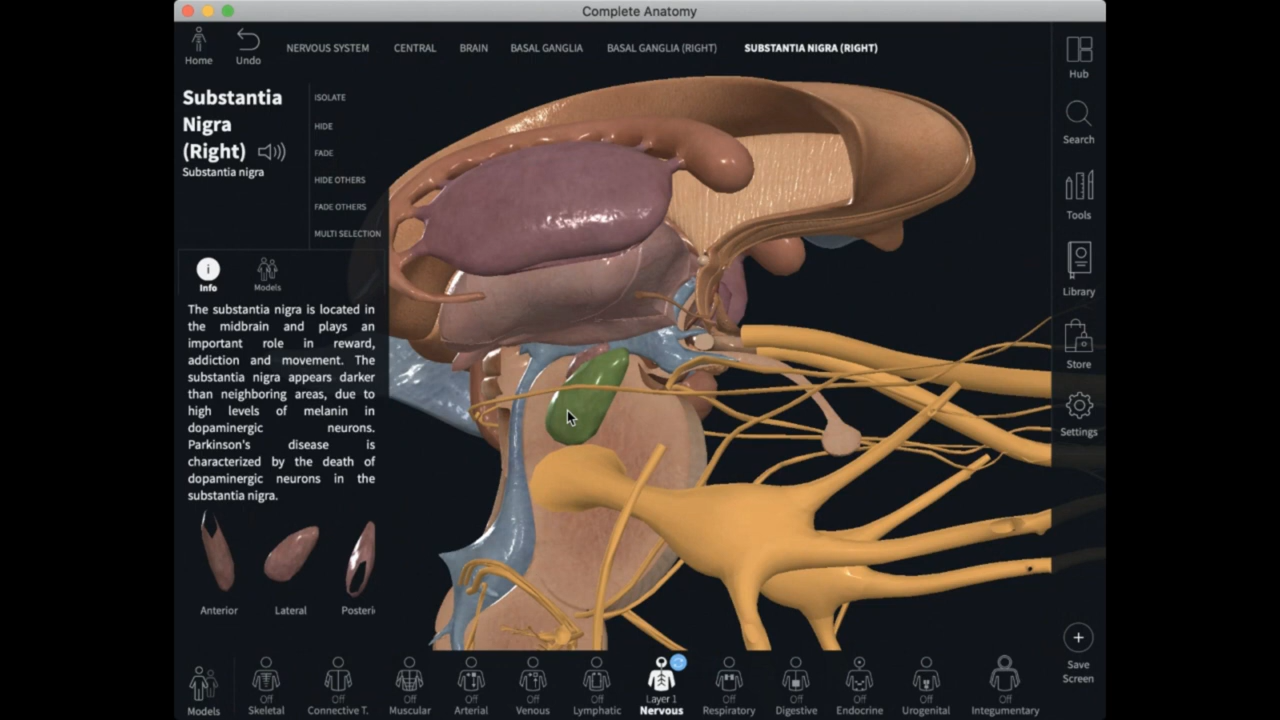 Complete Anatomy
Home
Undo
NERVOUS SYSTEM
CENTRAL
BRAIN
BASAL GANGLIA
BASAL GANGLIA (RIGHT)
SUBSTANTIA NIGRA (RIGHT)
Hub
Search
Tools
Library
Store
Settings
Substantia
Nigra
(Right)
Substantia nigra
ISOLATE
HIDE
FADE
HIDE OTHERS
FADE OTHERS
MULTI SELECTION
i
Info
Models
The substantia nigra is located in
the midbrain and plays an
important role in reward,
addiction and movement. The
substantia nigra appears darker
than neighboring areas, due to
high levels of melanin in
dopaminergic neurons.
Parkinson's disease is
characterized by the death of
dopaminergic neurons in the
substantia nigra.
Anterior
Lateral
Posteri
Save
Screen
Models
Off
Skeletal
Off
Connective T.
Off
Muscular
Off
Arterial
Off
Venous
Off
Lymphatic
Layer 1
Nervous
Off
Respiratory
Off
Digestive
Off
Endocrine
Off
Urogenital
Off
Integumentary